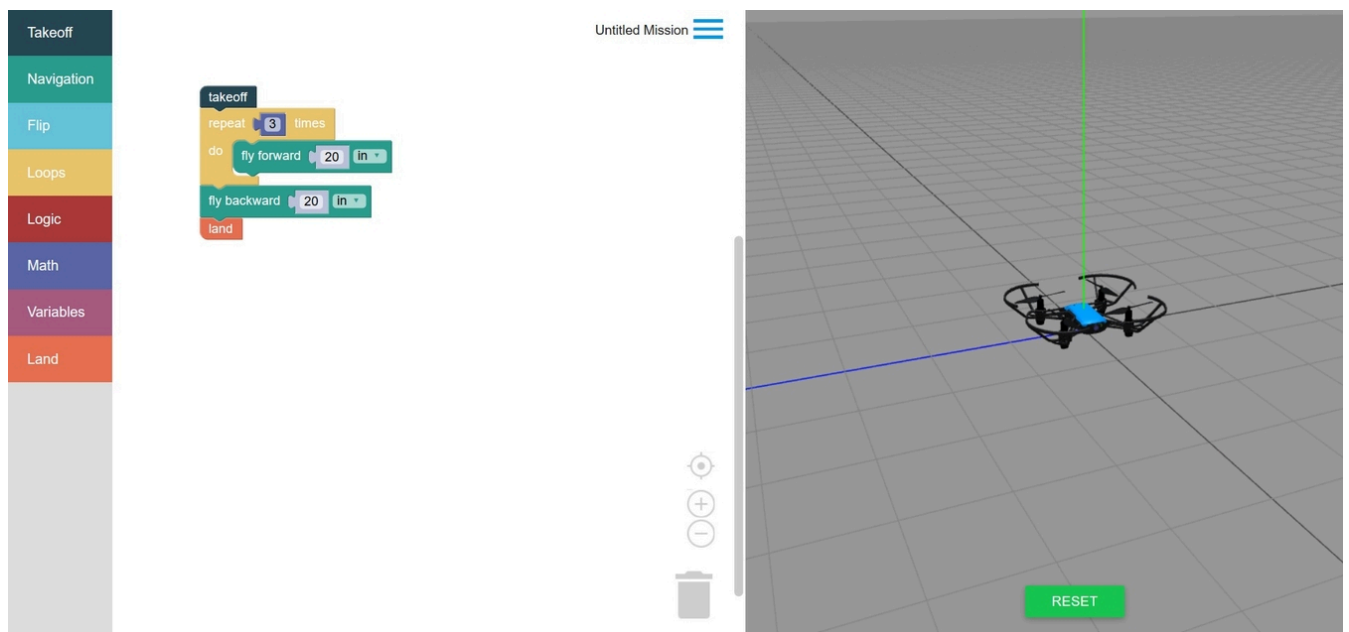 Takeoff
Navigation
Flip
Loops
Logic
Math
Variables
Land
Untitled Mission
takeoff
repeat 3 times
do fly forward 20 in
fly backward 20 in
land
RESET